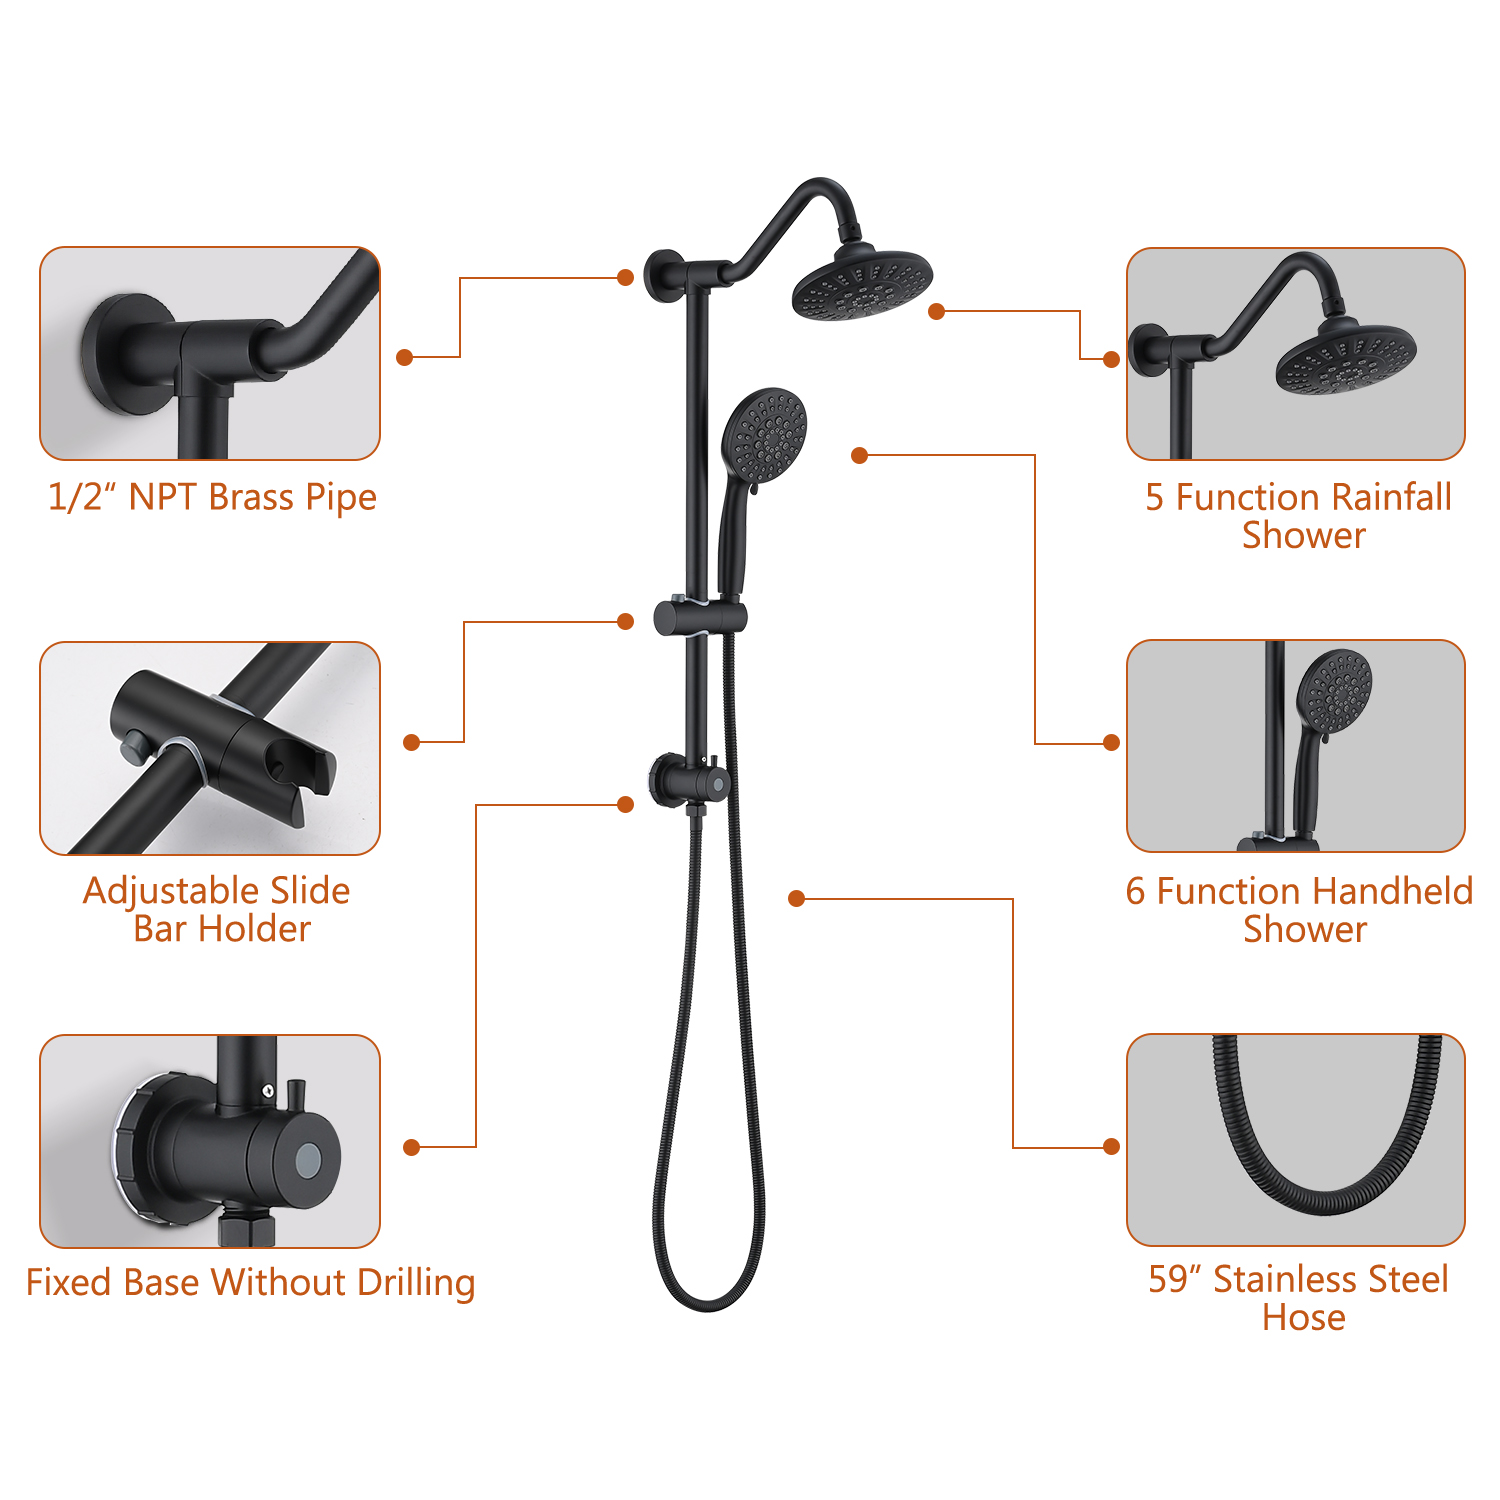 1/2“ NPT Brass Pipe
5 Function Rainfall
Shower
Adjustable Slide
Bar Holder
6 Function Handheld
Shower
Fixed Base Without Drilling
59” Stainless Steel
Hose